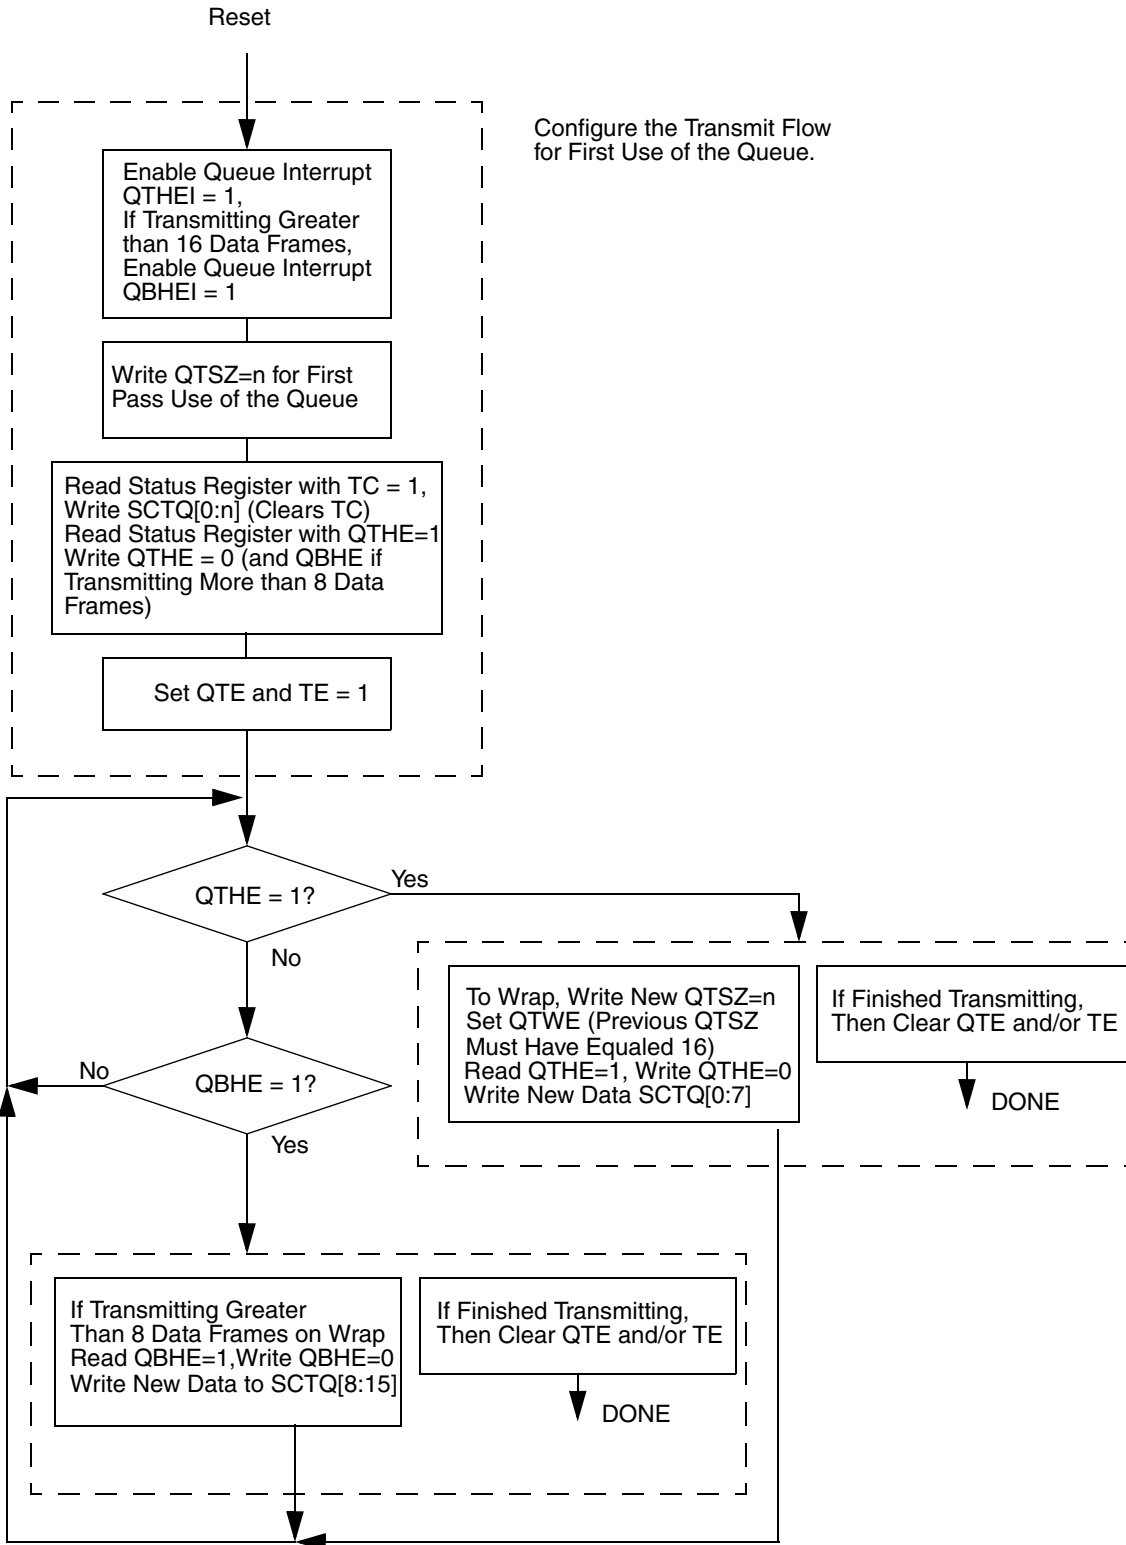 Reset
Configure the Transmit Flow
for First Use of the Queue.
Enable Queue Interrupt
QTHEI = 1,
If Transmitting Greater
than 16 Data Frames,
Enable Queue Interrupt
QBHEI = 1
Write QTSZ=n for First
Pass Use of the Queue
Read Status Register with TC = 1,
Write SCTQ[0:n] (Clears TC)
Read Status Register with QTHE=1
Write QTHE = 0 (and QBHE if
Transmitting More than 8 Data
Frames)
Set QTE and TE = 1
QTHE = 1?
Yes
No
To Wrap, Write New QTSZ=n
Set QTWE (Previous QTSZ
Must Have Equaled 16)
Read QTHE=1, Write QTHE=0
Write New Data SCTQ[0:7]
If Finished Transmitting,
Then Clear QTE and/or TE
DONE
QBHE = 1?
No
Yes
If Transmitting Greater
Than 8 Data Frames on Wrap
Read QBHE=1,Write QBHE=0
Write New Data to SCTQ[8:15]
If Finished Transmitting,
Then Clear QTE and/or TE
DONE